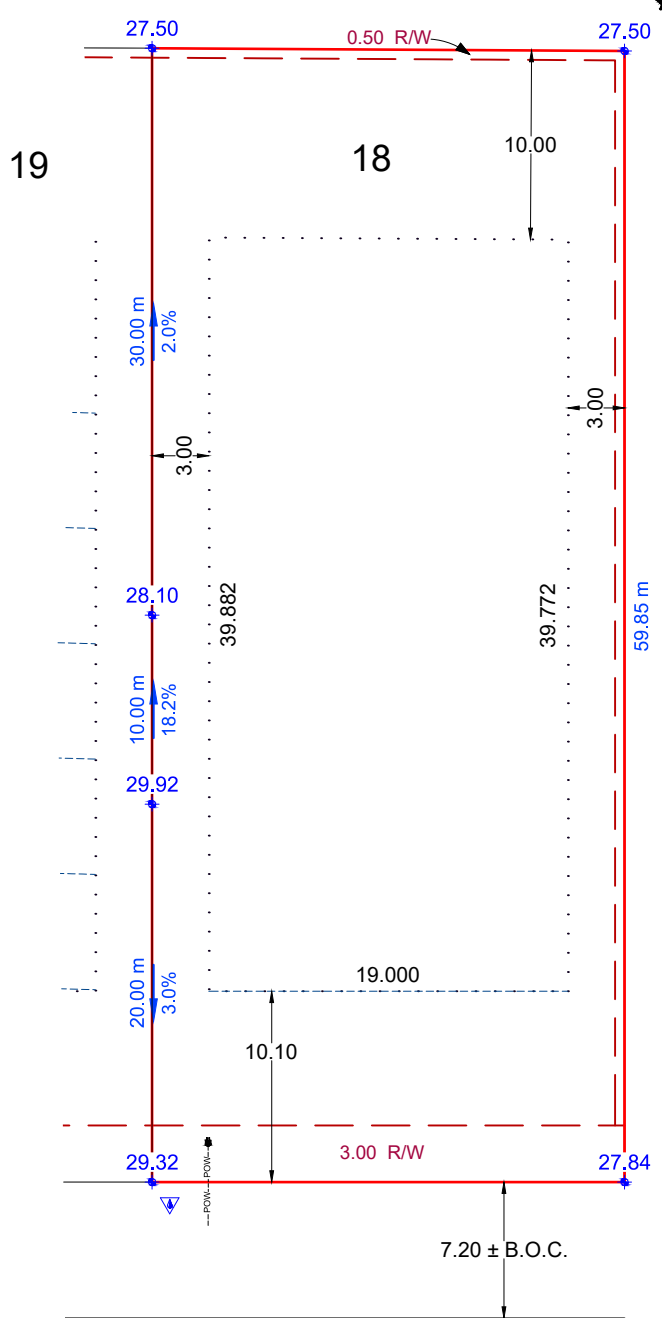 27.50
0.50 R/W
27.50
19
18
10.00
30.00 m
2.0%
3.00
3.00
28.10
39.882
39.772
59.85 m
10.00 m
18.2%
29.92
20.00 m
3.0%
19.000
10.10
3.00 R/W
29.32
27.84
--POW---POW--
7.20 ± B.O.C.